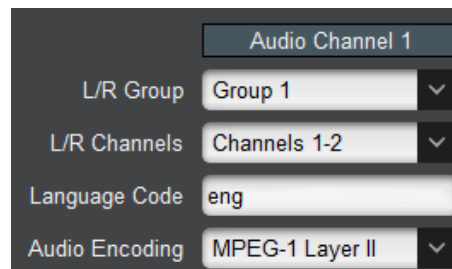 Audio Channel 1
L/R Group Group 1
L/R Channels Channels 1-2
Language Code eng
Audio Encoding MPEG-1 Layer II